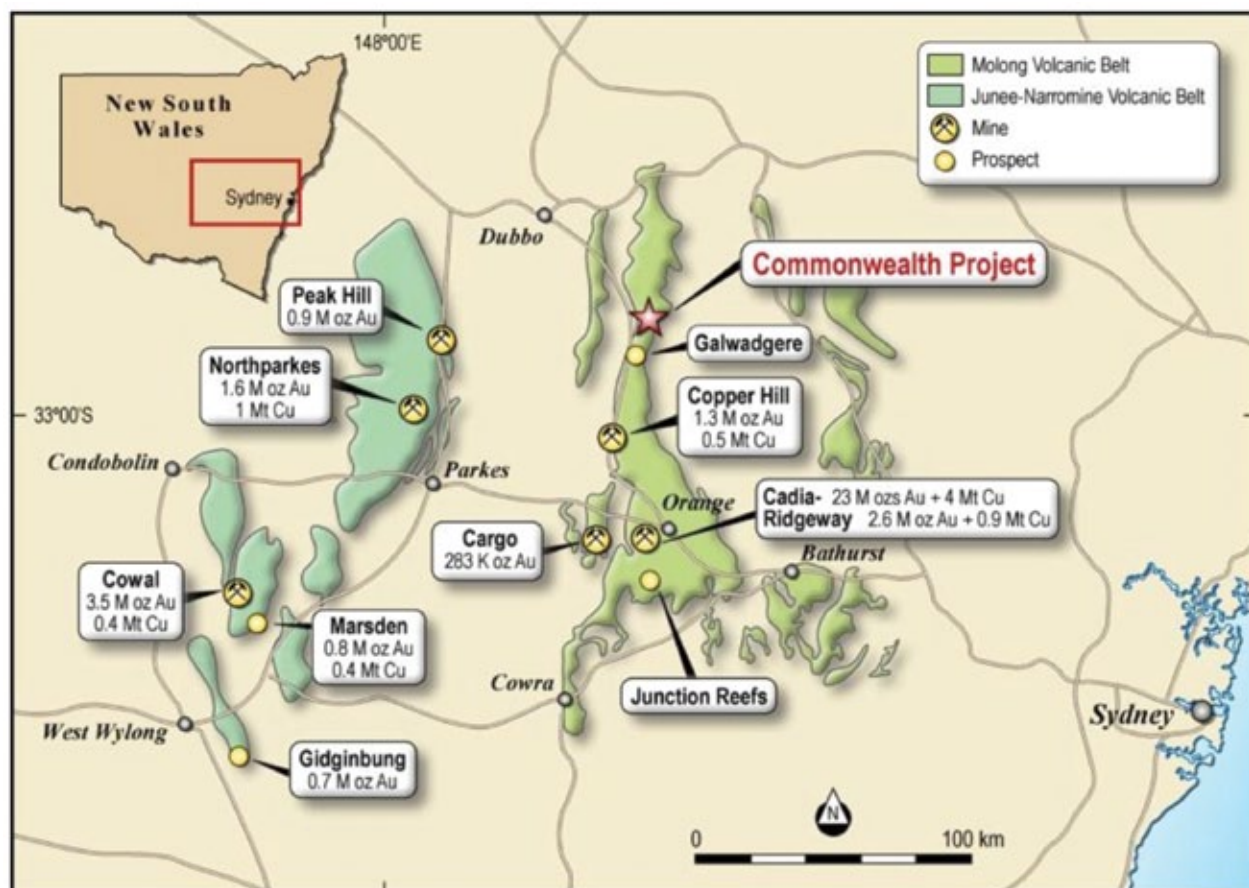 148°00'E
New South
Wales
Sydney
Molong Volcanic Belt
Junee-Narromine Volcanic Belt
Mine
Prospect
Dubbo
Commonwealth Project
Peak Hill
0.9 M oz Au
Galwadgere
Northparkes
1.6 M oz Au
1 Mt Cu
Copper Hill
1.3 M oz Au
0.5 Mt Cu
33°00'S
Condobolin
Parkes
Orange
Cadia- 23 M ozs Au + 4 Mt Cu
Ridgeway 2.6 M oz Au + 0.9 Mt Cu
Cargo
283 K oz Au
Bathurst
Cowal
3.5 M oz Au
0.4 Mt Cu
Marsden
0.8 M oz Au
0.4 Mt Cu
Cowra
Junction Reefs
Sydney
West Wylong
Gidginbung
0.7 M oz Au
N
0 100 km